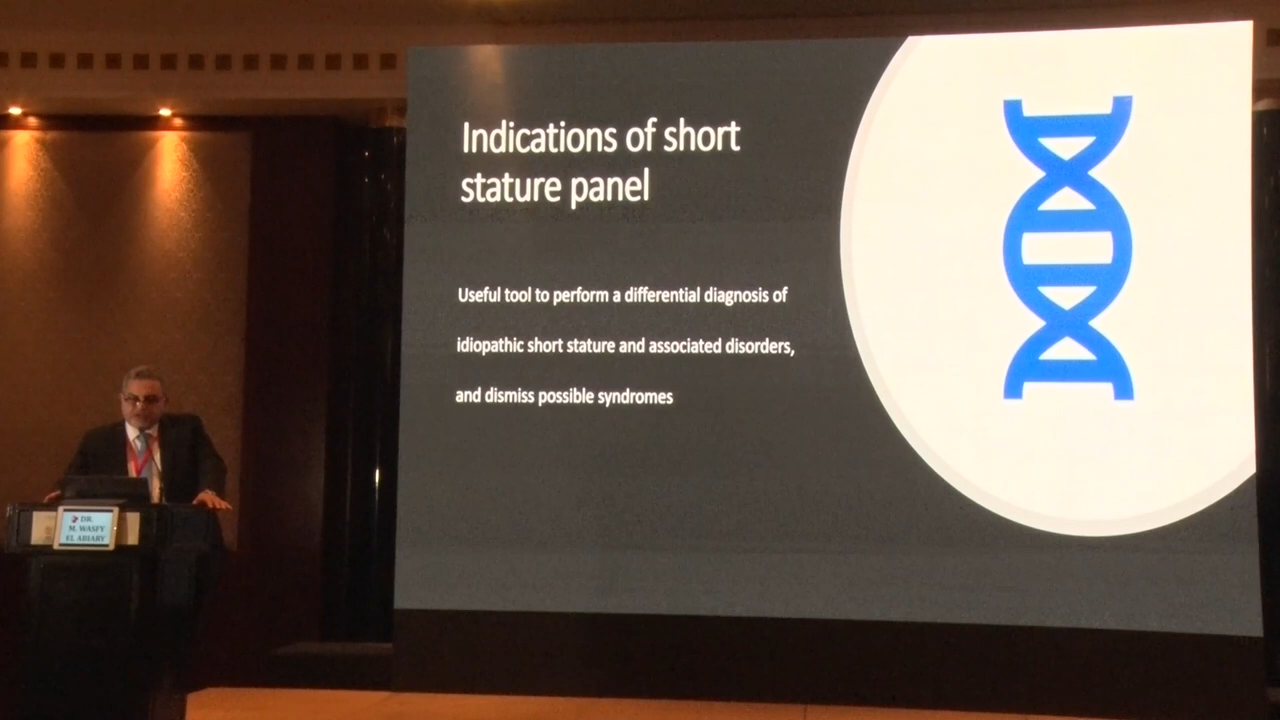 Indications of short
stature panel
Useful tool to perform a differential diagnosis of
idiopathic short stature and associated disorders,
and dismiss possible syndromes
DR.
M. WASFY
EL ABIARY